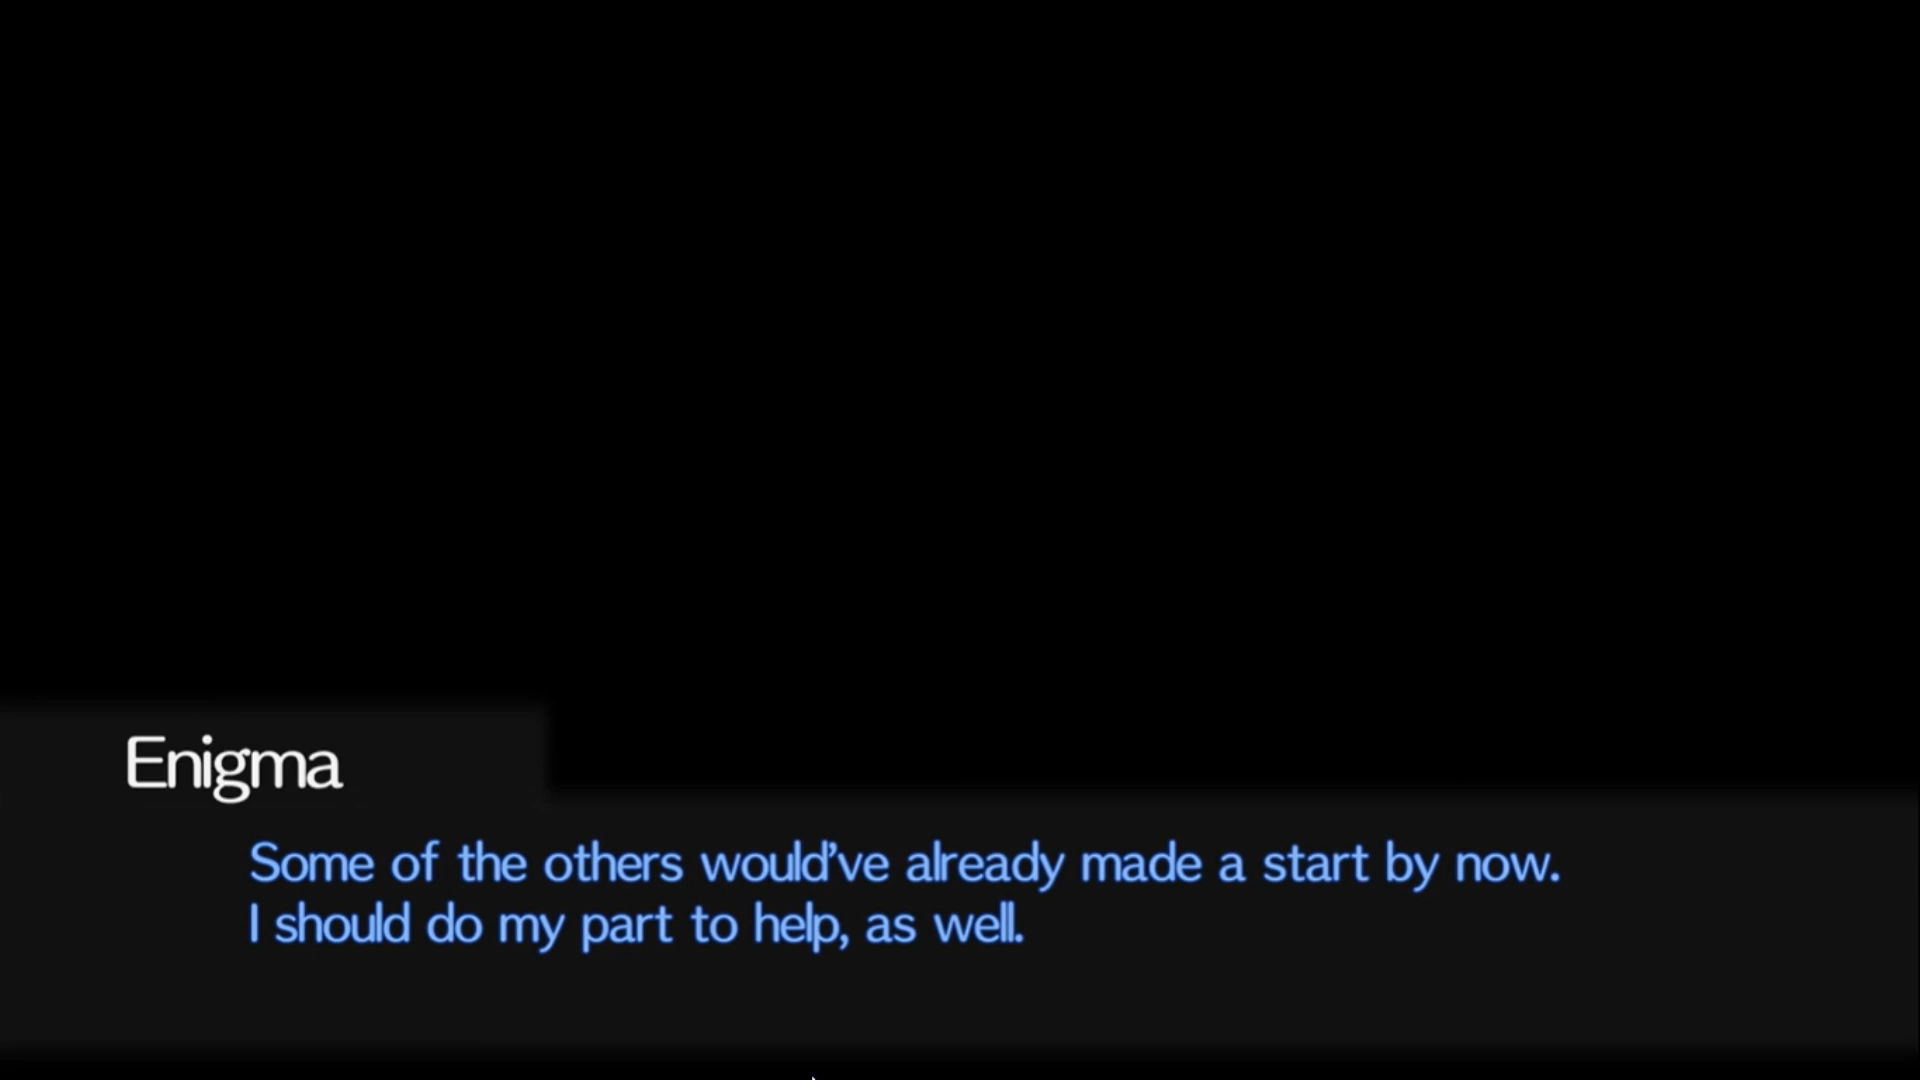 Enigma
Some of the others would've already made a start by now.
I should do my part to help, as well.